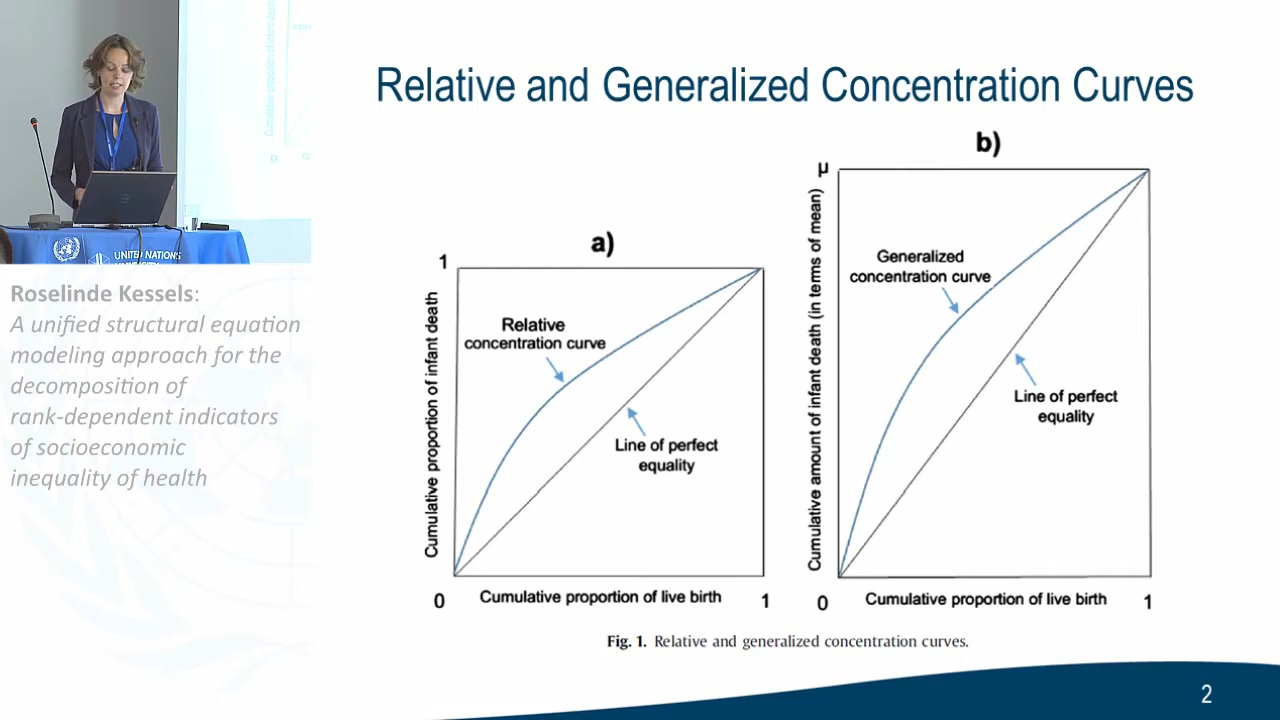 Relative and Generalized Concentration Curves
UNITED NATIONS
Roselinde Kessels:
A unified structural equation
modeling approach for the
decomposition of
rank-dependent indicators
of socioeconomic
inequality of health
a)
1
Cumulative proportion of infant death
Relative
concentration curve
Line of perfect
equality
0
Cumulative proportion of live birth
1
b)
μ
Cumulative amount of infant death (in terms of mean)
Generalized
concentration curve
Line of perfect
equality
0
Cumulative proportion of live birth
1
Fig. 1. Relative and generalized concentration curves.
2